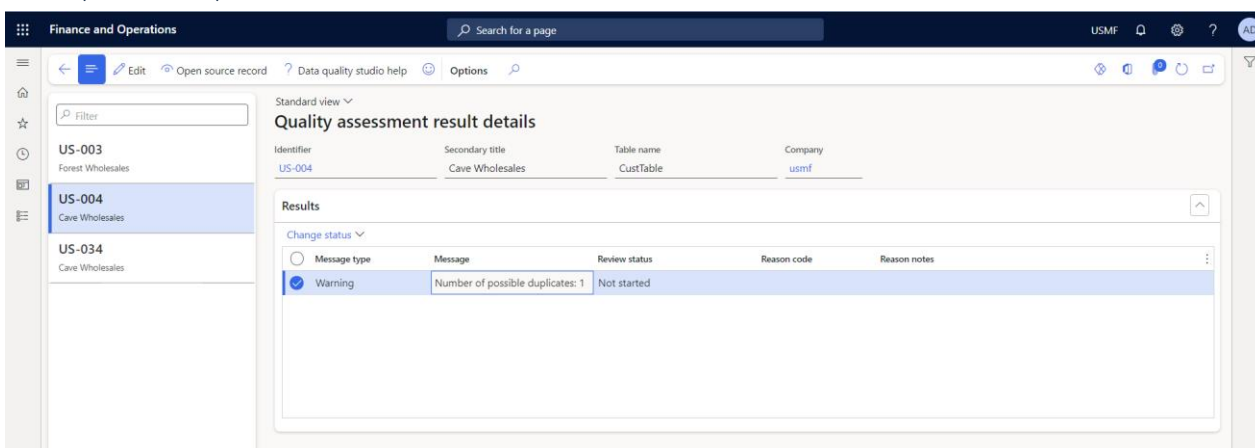 Finance and Operations
Search for a page
USMF
?
AD
Edit
Open source record
? Data quality studio help
Options
0
Filter
US-003
Forest Wholesales
US-004
Cave Wholesales
US-034
Cave Wholesales
Standard view
Quality assessment result details
Identifier Secondary title Table name Company
US-004 Cave Wholesales CustTable usmf
Results
Change status
Message type Message Review status Reason code Reason notes
Warning Number of possible duplicates: 1 Not started